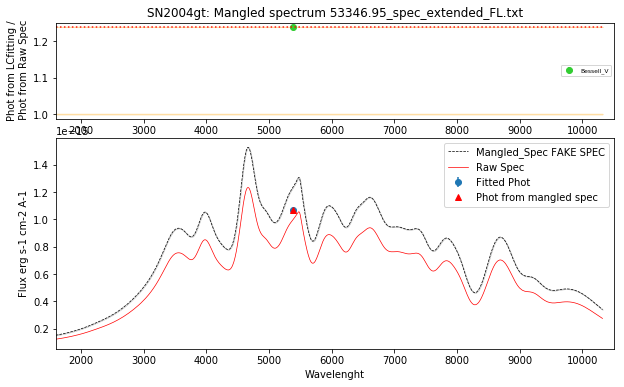 SN2004gt: Mangled spectrum 53346.95_spec_extended_FL.txt
Phot from LCfitting /
Phot from Raw Spec
1.2
1.1
1.0
Bessell_V
2000 3000 4000 5000 6000 7000 8000 9000 10000
Flux erg s-1 cm-2 A-1
1.4
1.2
1.0
0.8
0.6
0.4
0.2
Mangled_Spec FAKE SPEC
Raw Spec
Fitted Phot
Phot from mangled spec
2000 3000 4000 5000 6000 7000 8000 9000 10000
Wavelenght